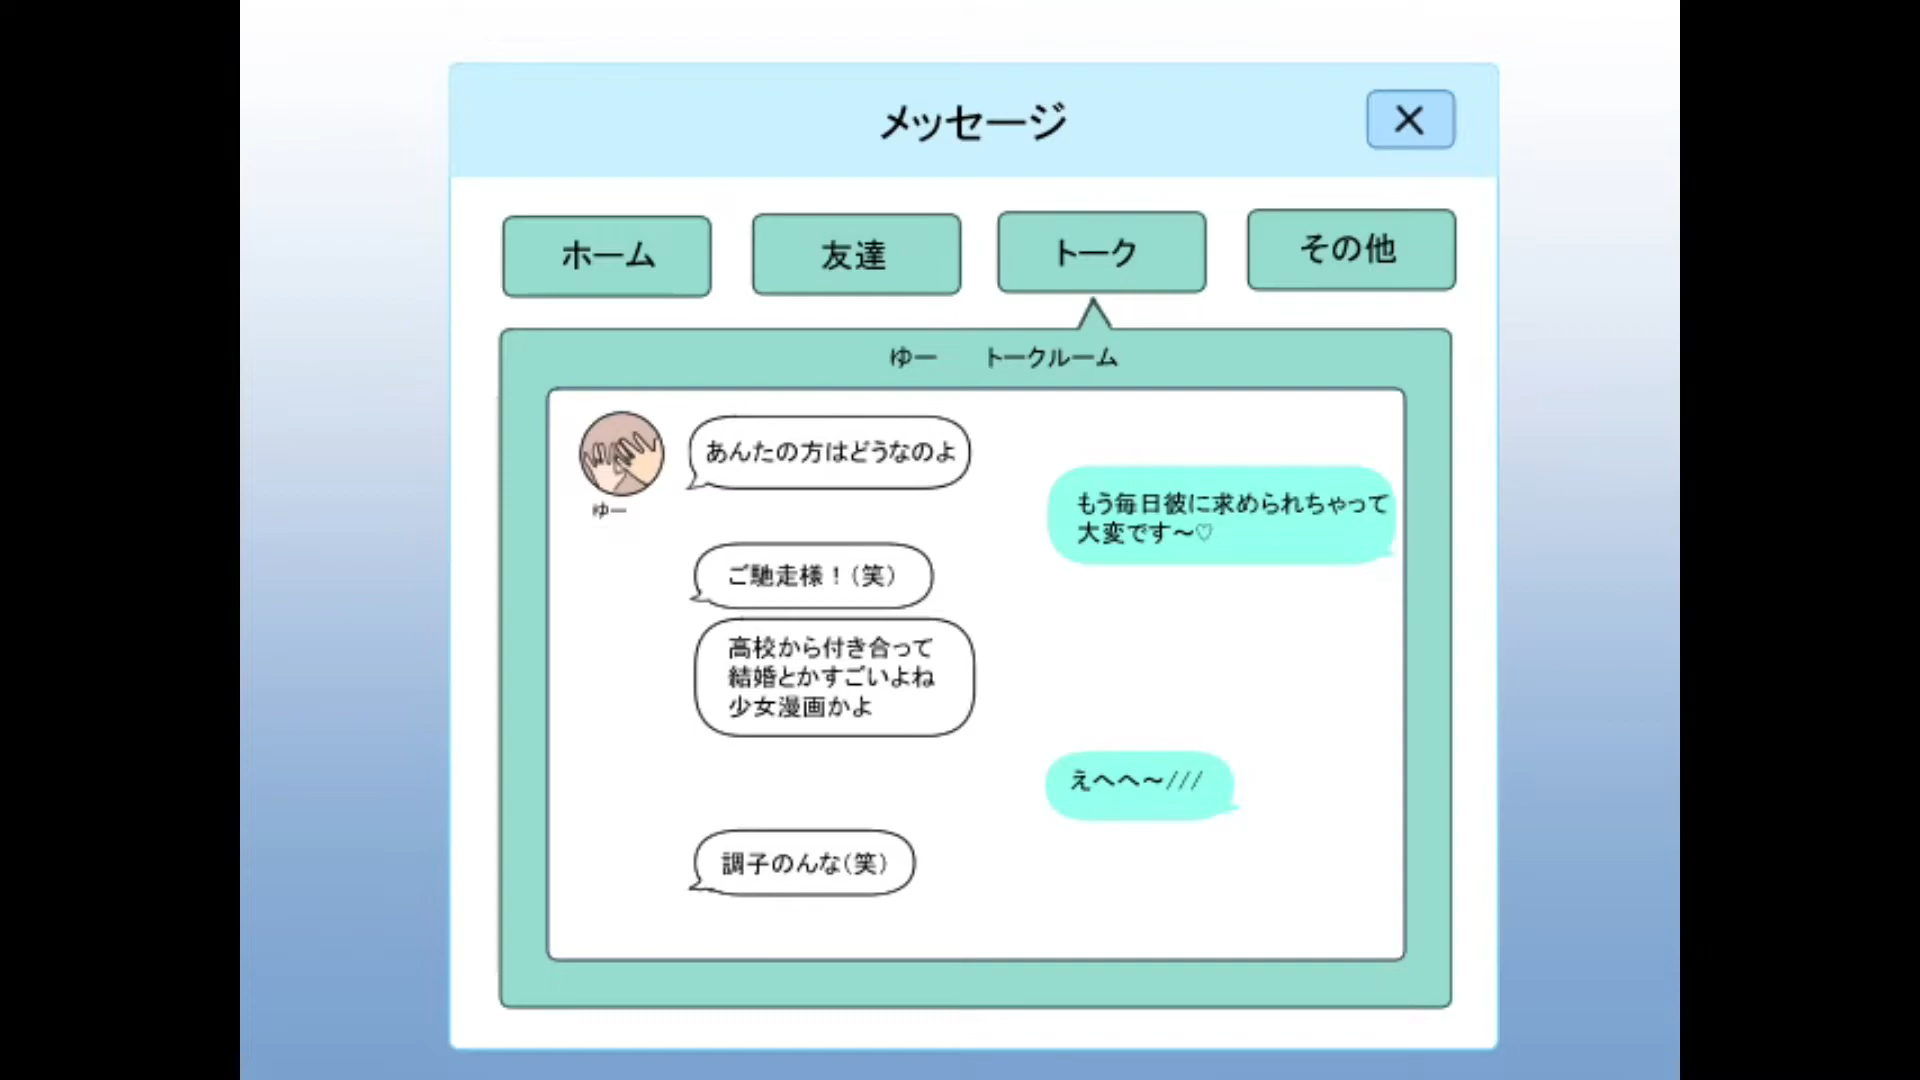 メッセージ
X
ホーム
友達
トーク
その他
ゆー トークルーム
あんたの方はどうなのよ
ゆー
もう毎日彼に求められちゃって
大変です～♡
ご馳走様！（笑）
高校から付き合って
結婚とかすごいよね
少女漫画かよ
えへへ～///
調子のんな（笑）